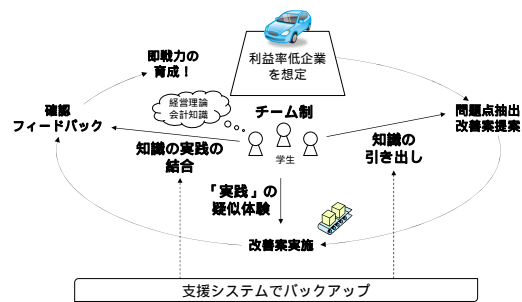 即戦力の
育成！
利益率低企業
を想定
経営理論
会計知識
チーム制
確認
フィードバック
問題点抽出
改善案提案
知識の実践の
結合
学生
知識の
引き出し
「実践」の
疑似体験
改善案実施
支援システムでバックアップ